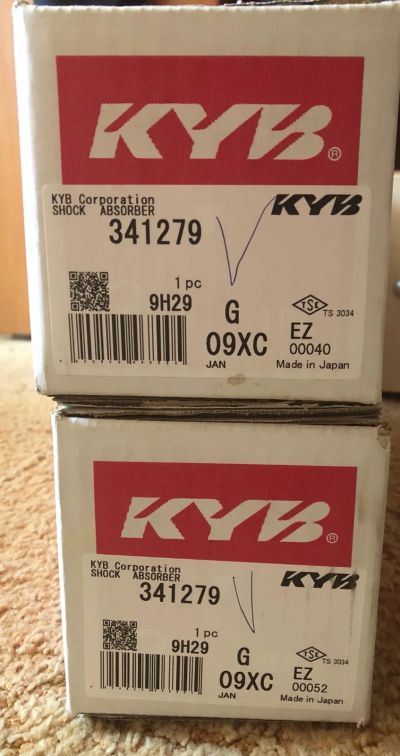 KYB®
KYB Corporation
SHOCK ABSORBER
KYB
341279
1 pc
9H29
G
TSE
TS 3034
09XC
EZ
00040
JAN
Made in Japan
KYB®
KYB Corporation
SHOCK ABSORBER
KYB
341279
1 pc
9H29
G
TSE
TS 3034
09XC
EZ
00052
JAN
Made in Japan